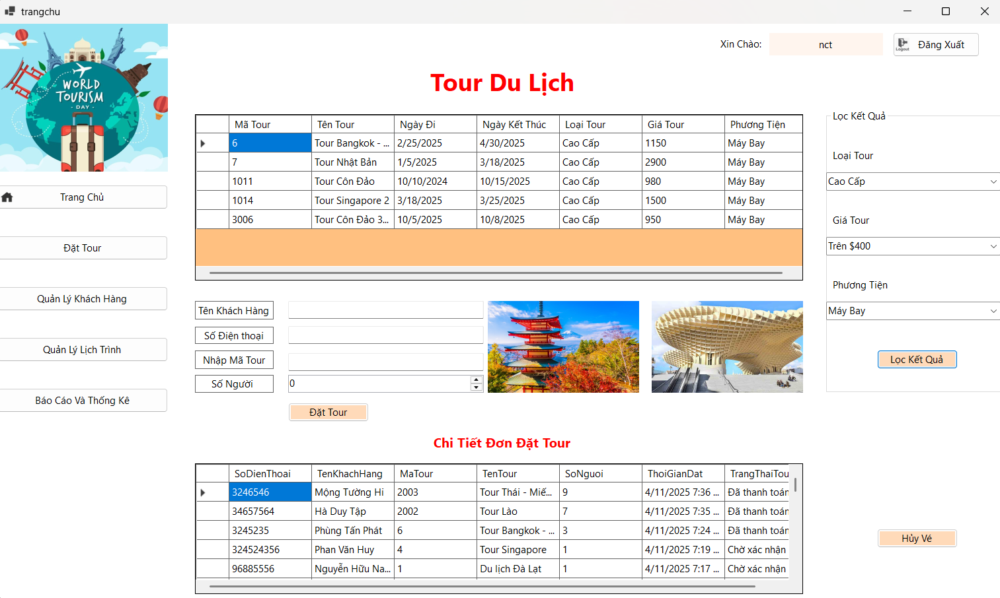 trangchu
WORLD
TOURISM
- DAY -
Xin Chào:
nct
Logout
Đăng Xuất
Tour Du Lịch
Trang Chủ
Đặt Tour
Quản Lý Khách Hàng
Quản Lý Lịch Trình
Báo Cáo Và Thống Kê
Mã Tour Tên Tour Ngày Đi Ngày Kết Thúc Loại Tour Giá Tour Phương Tiện
6 Tour Bangkok - ... 2/25/2025 4/30/2025 Cao Cấp 1150 Máy Bay
7 Tour Nhật Bản 1/5/2025 3/18/2025 Cao Cấp 2900 Máy Bay
1011 Tour Côn Đảo 10/10/2024 10/15/2025 Cao Cấp 980 Máy Bay
1014 Tour Singapore 2 3/18/2025 3/25/2025 Cao Cấp 1500 Máy Bay
3006 Tour Côn Đảo 3... 10/5/2025 10/8/2025 Cao Cấp 950 Máy Bay
Lọc Kết Quả
Loại Tour
Cao Cấp
Giá Tour
Trên $400
Phương Tiện
Máy Bay
Lọc Kết Quả
Tên Khách Hàng
Số Điện thoại
Nhập Mã Tour
Số Người
0
Đặt Tour
Chi Tiết Đơn Đặt Tour
SoDienThoai TenKhachHang MaTour TenTour SoNguoi ThoiGianDat TrangThaiTou
3246546 Mộng Tường Hi 2003 Tour Thái - Miế... 9 4/11/2025 7:36 ... Đã thanh toán
34657564 Hà Duy Tập 2002 Tour Lào 7 4/11/2025 7:35 ... Đã thanh toán
3245235 Phùng Tấn Phát 6 Tour Bangkok - ... 3 4/11/2025 7:24 ... Đã thanh toán
324524356 Phan Văn Huy 4 Tour Singapore 1 4/11/2025 7:19 ... Chờ xác nhận
96885556 Nguyễn Hữu Na... 1 Du lịch Đà Lạt 1 4/11/2025 7:17 ... Chờ xác nhận
Hủy Vé